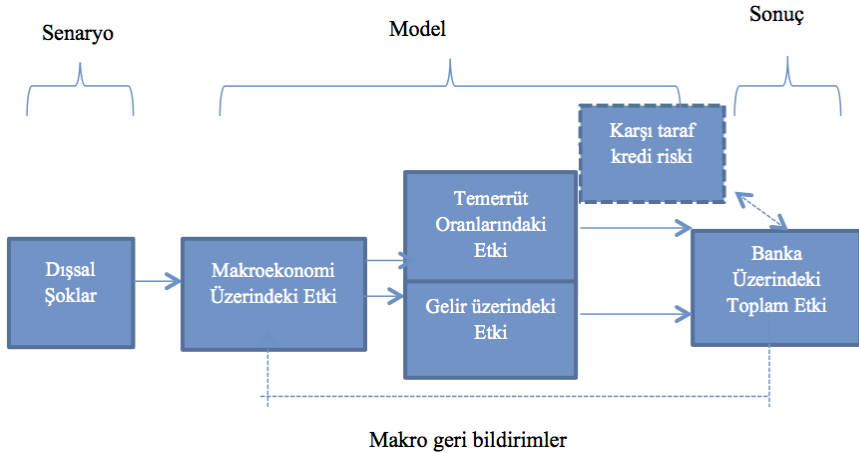 Senaryo
Model
Sonuç
Karşı taraf
kredi riski
Temerrüt
Oranlarındaki
Etki
Dışsal
Şoklar
Makroekonomi
Üzerindeki Etki
Gelir üzerindeki
Etki
Banka
Üzerindeki
Toplam Etki
Makro geri bildirimler